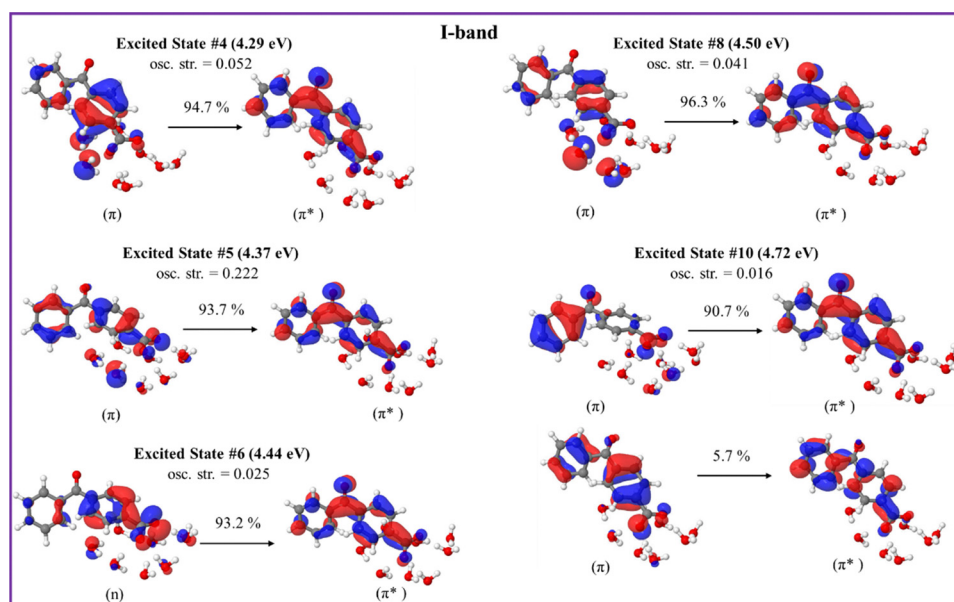 I-band
Excited State #4 (4.29 eV)
osc. str. = 0.052
94.7 %
(π)
(π*)
Excited State #8 (4.50 eV)
osc. str. = 0.041
96.3 %
(π)
(π*)
Excited State #5 (4.37 eV)
osc. str. = 0.222
93.7 %
(π)
(π*)
Excited State #10 (4.72 eV)
osc. str. = 0.016
90.7 %
(π)
(π*)
Excited State #6 (4.44 eV)
osc. str. = 0.025
93.2 %
(n)
(π*)
5.7 %
(π)
(π*)